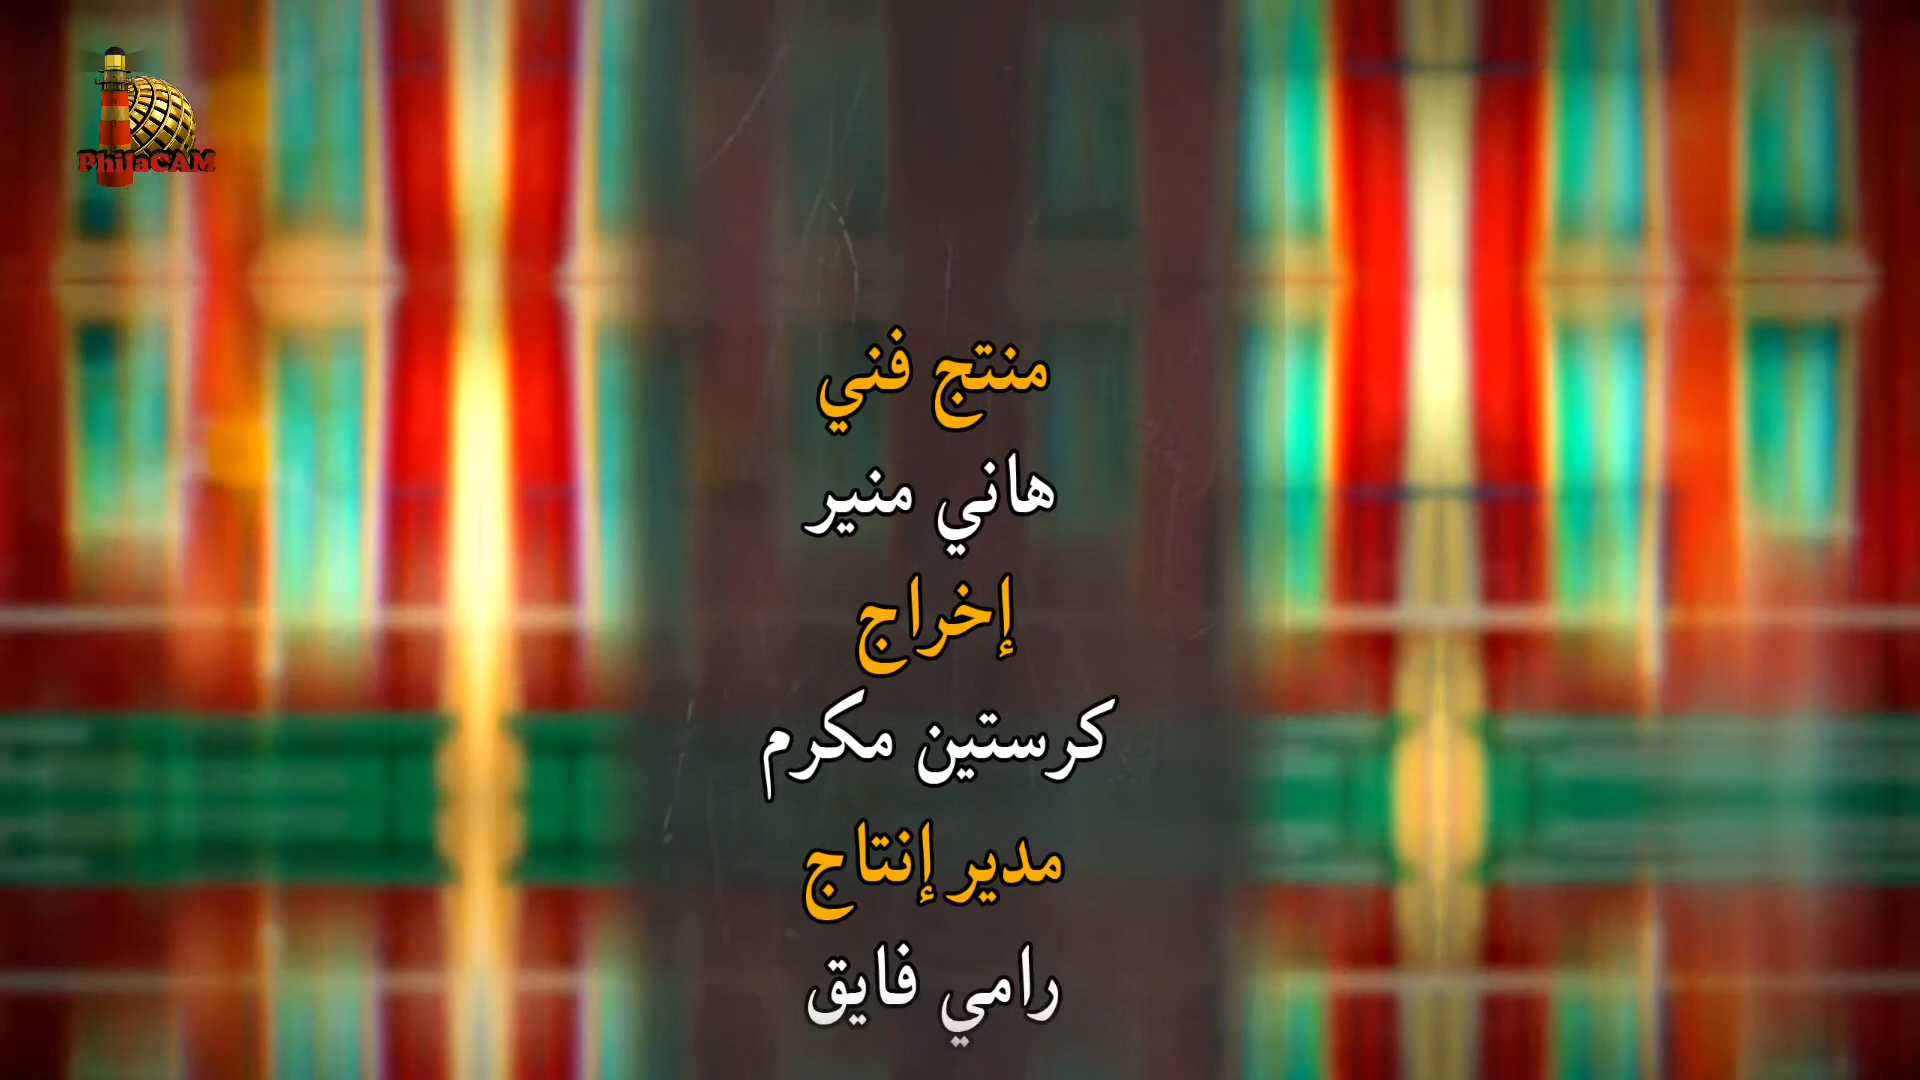 PhilaCAM
منتج فني
هاني منير
إخراج
كرستين مكرم
مدير إنتاج
رامي فايق